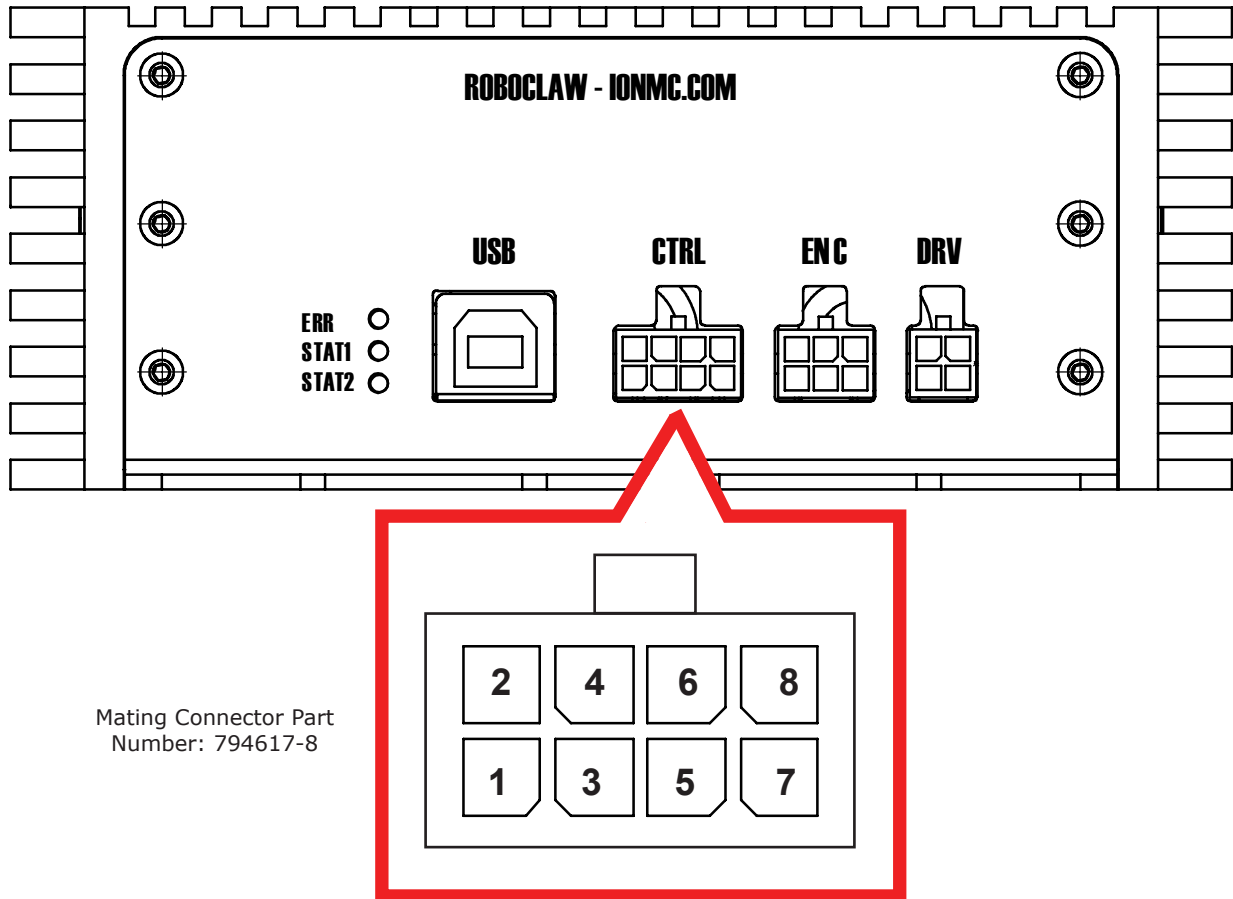 ROBOCLAW - IONMC.COM
USB
CTRL
ENC
DRV
ERR
STAT1
STAT2
2 4 6 8
Mating Connector Part
Number: 794617-8
1 3 5 7